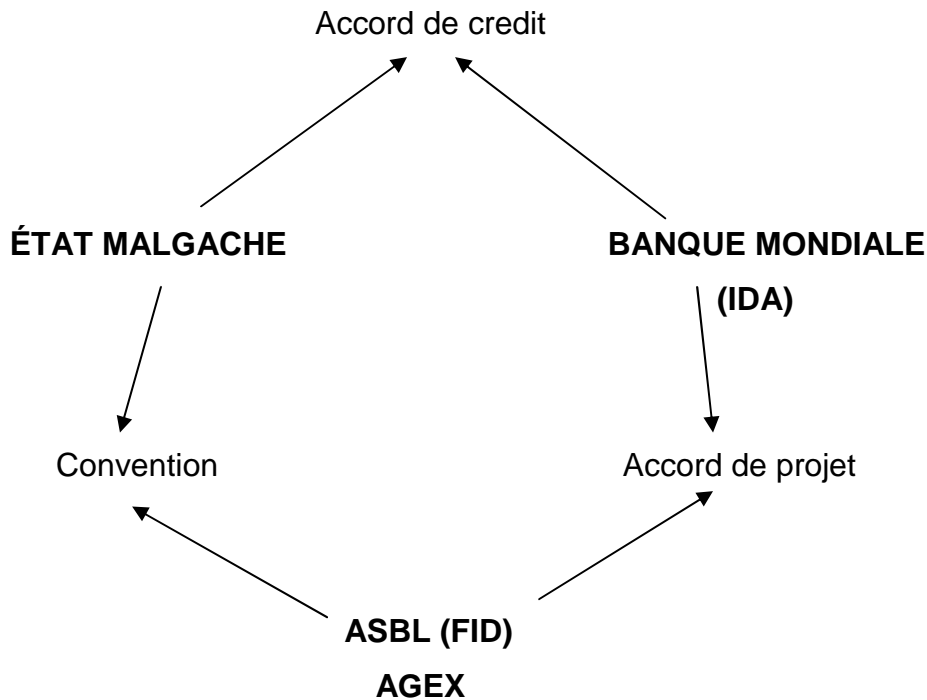 Accord de credit
ÉTAT MALGACHE
BANQUE MONDIALE
(IDA)
Convention
Accord de projet
ASBL (FID)
AGEX